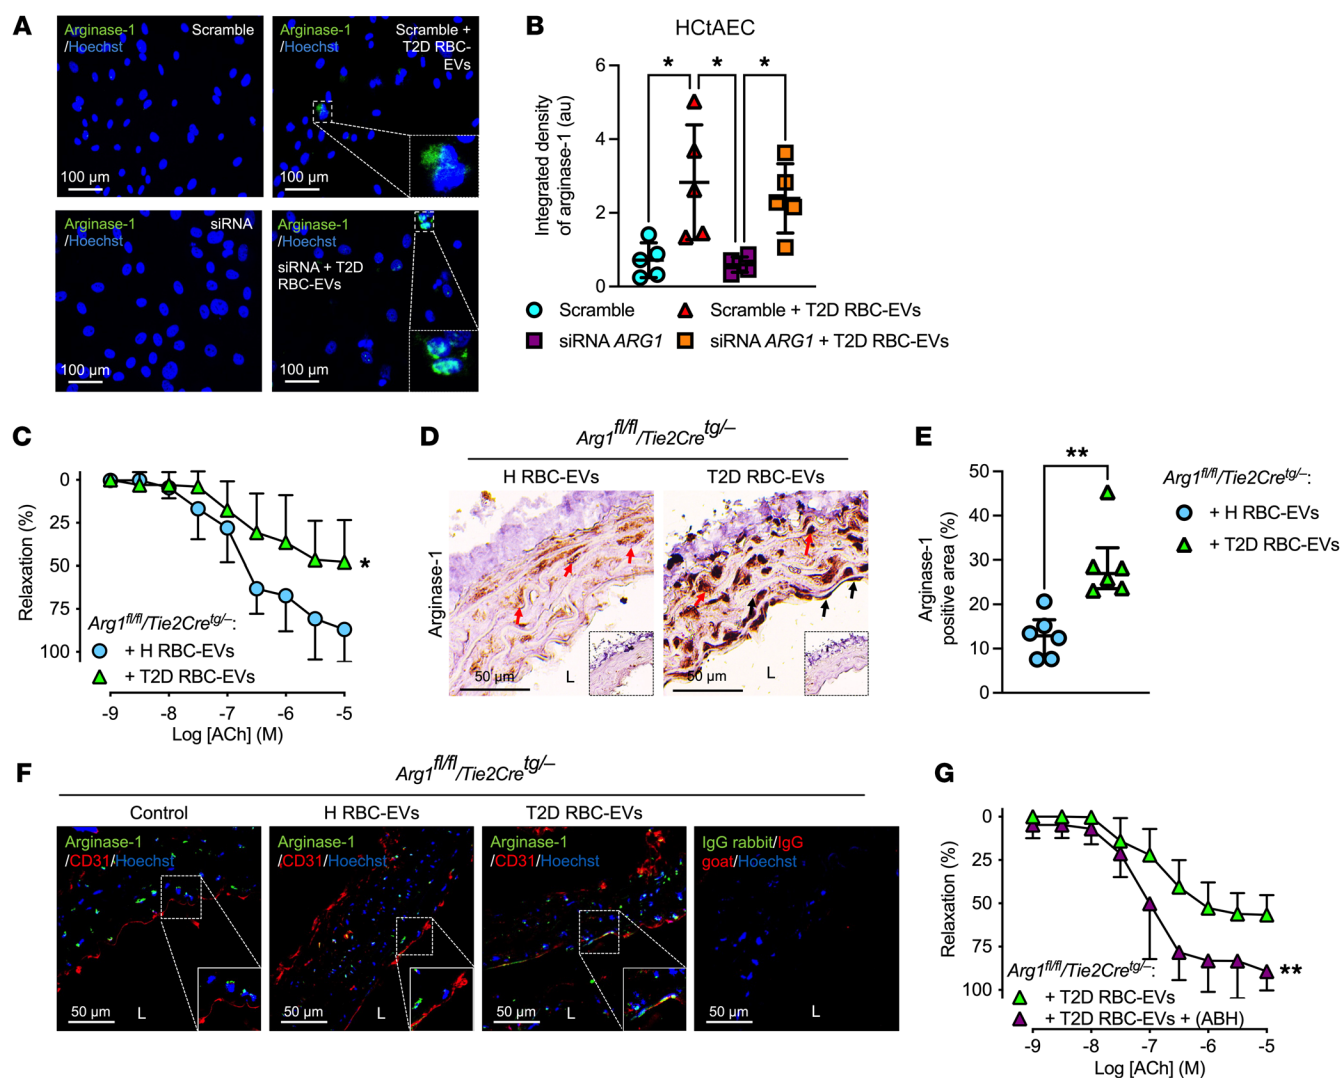 A
Arginase-1
/Hoechst
Scramble
100 µm
Arginase-1
/Hoechst
Scramble +
T2D RBC-
EVs
100 µm
Arginase-1
/Hoechst
siRNA
100 µm
Arginase-1
/Hoechst
siRNA + T2D
RBC-EVs
100 µm
B
HCtAEC
Integrated density
of arginase-1 (au)
6
4
2
0
* * *
Scramble
Scramble + T2D RBC-EVs
siRNA ARG1
siRNA ARG1 + T2D RBC-EVs
C
Relaxation (%)
0
25
50
75
100
*
Arg1fl/fl/Tie2Cretg/–:
+ H RBC-EVs
+ T2D RBC-EVs
-9 -8 -7 -6 -5
Log [ACh] (M)
D
Arg1fl/fl/Tie2Cretg/–
H RBC-EVs
T2D RBC-EVs
Arginase-1
50 µm
L
50 µm
L
E
Arginase-1
positive area (%)
50
40
30
20
10
0
**
Arg1fl/fl/Tie2Cretg/–:
+ H RBC-EVs
+ T2D RBC-EVs
F
Arg1fl/fl/Tie2Cretg/–
Control
H RBC-EVs
T2D RBC-EVs
Arginase-1
/CD31/Hoechst
50 µm
L
Arginase-1
/CD31/Hoechst
50 µm
L
Arginase-1
/CD31/Hoechst
50 µm
L
IgG rabbit/IgG
goat/Hoechst
50 µm
L
G
Relaxation (%)
0
25
50
75
100
**
Arg1fl/fl/Tie2Cretg/–:
+ T2D RBC-EVs
+ T2D RBC-EVs + (ABH)
-9 -8 -7 -6 -5
Log [ACh] (M)